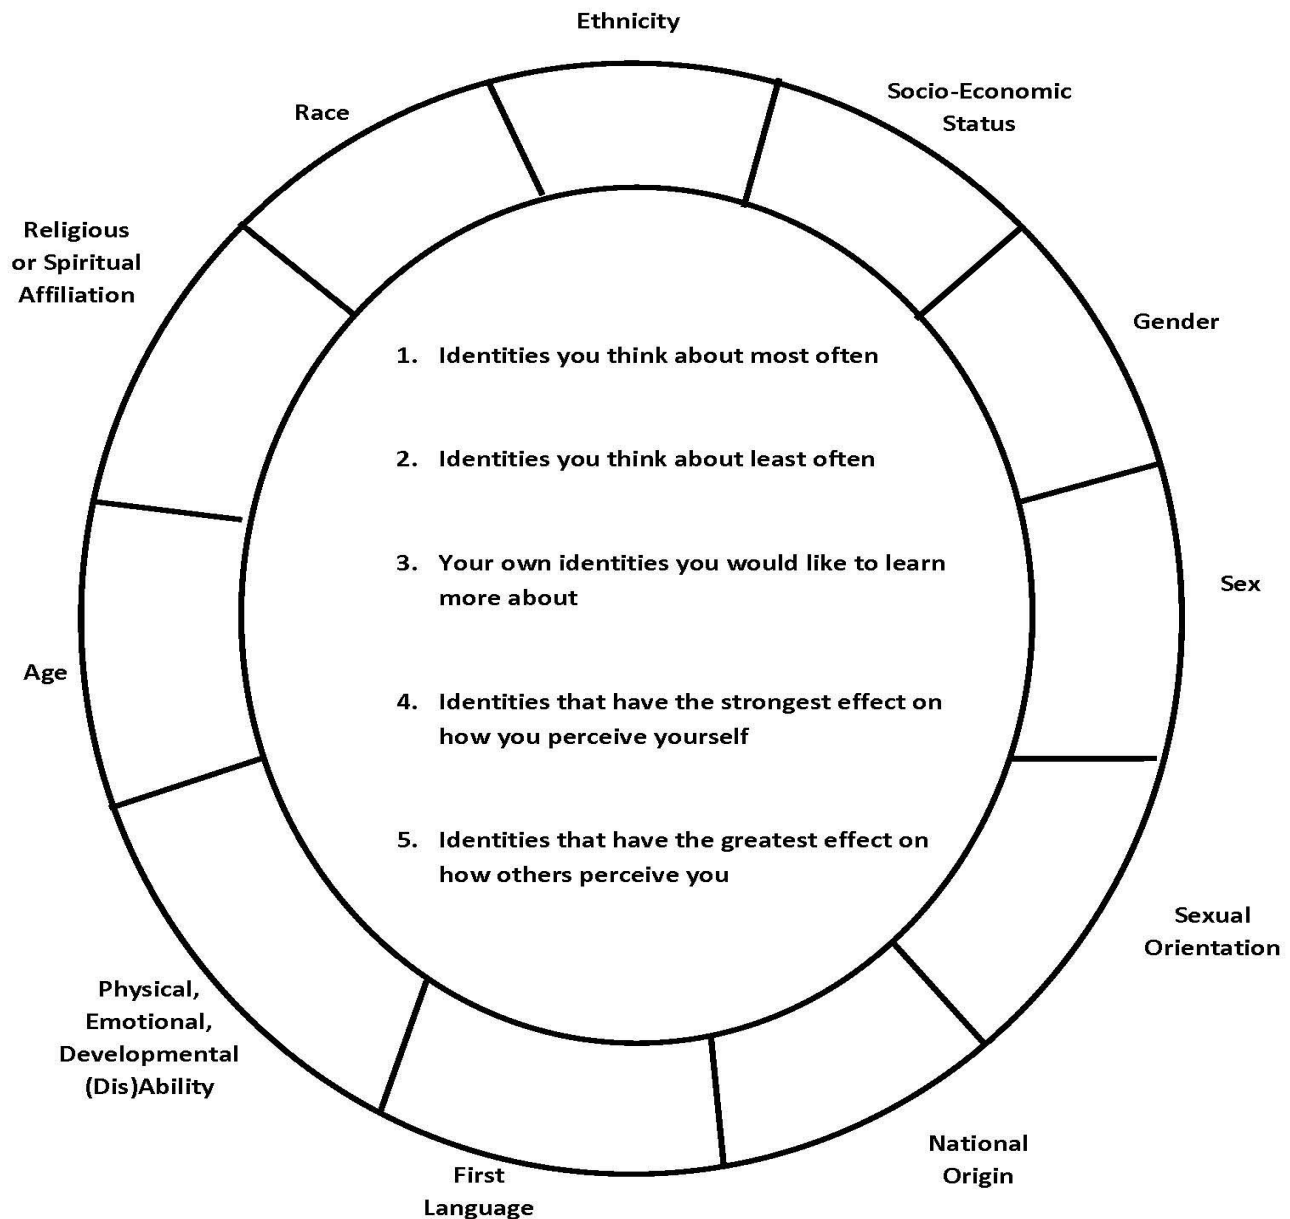 Ethnicity
Socio-Economic
Status
Race
Religious
or Spiritual
Affiliation
Gender
1. Identities you think about most often
2. Identities you think about least often
3. Your own identities you would like to learn
more about
Sex
Age
4. Identities that have the strongest effect on
how you perceive yourself
5. Identities that have the greatest effect on
how others perceive you
Sexual
Orientation
Physical,
Emotional,
Developmental
(Dis)Ability
National
Origin
First
Language